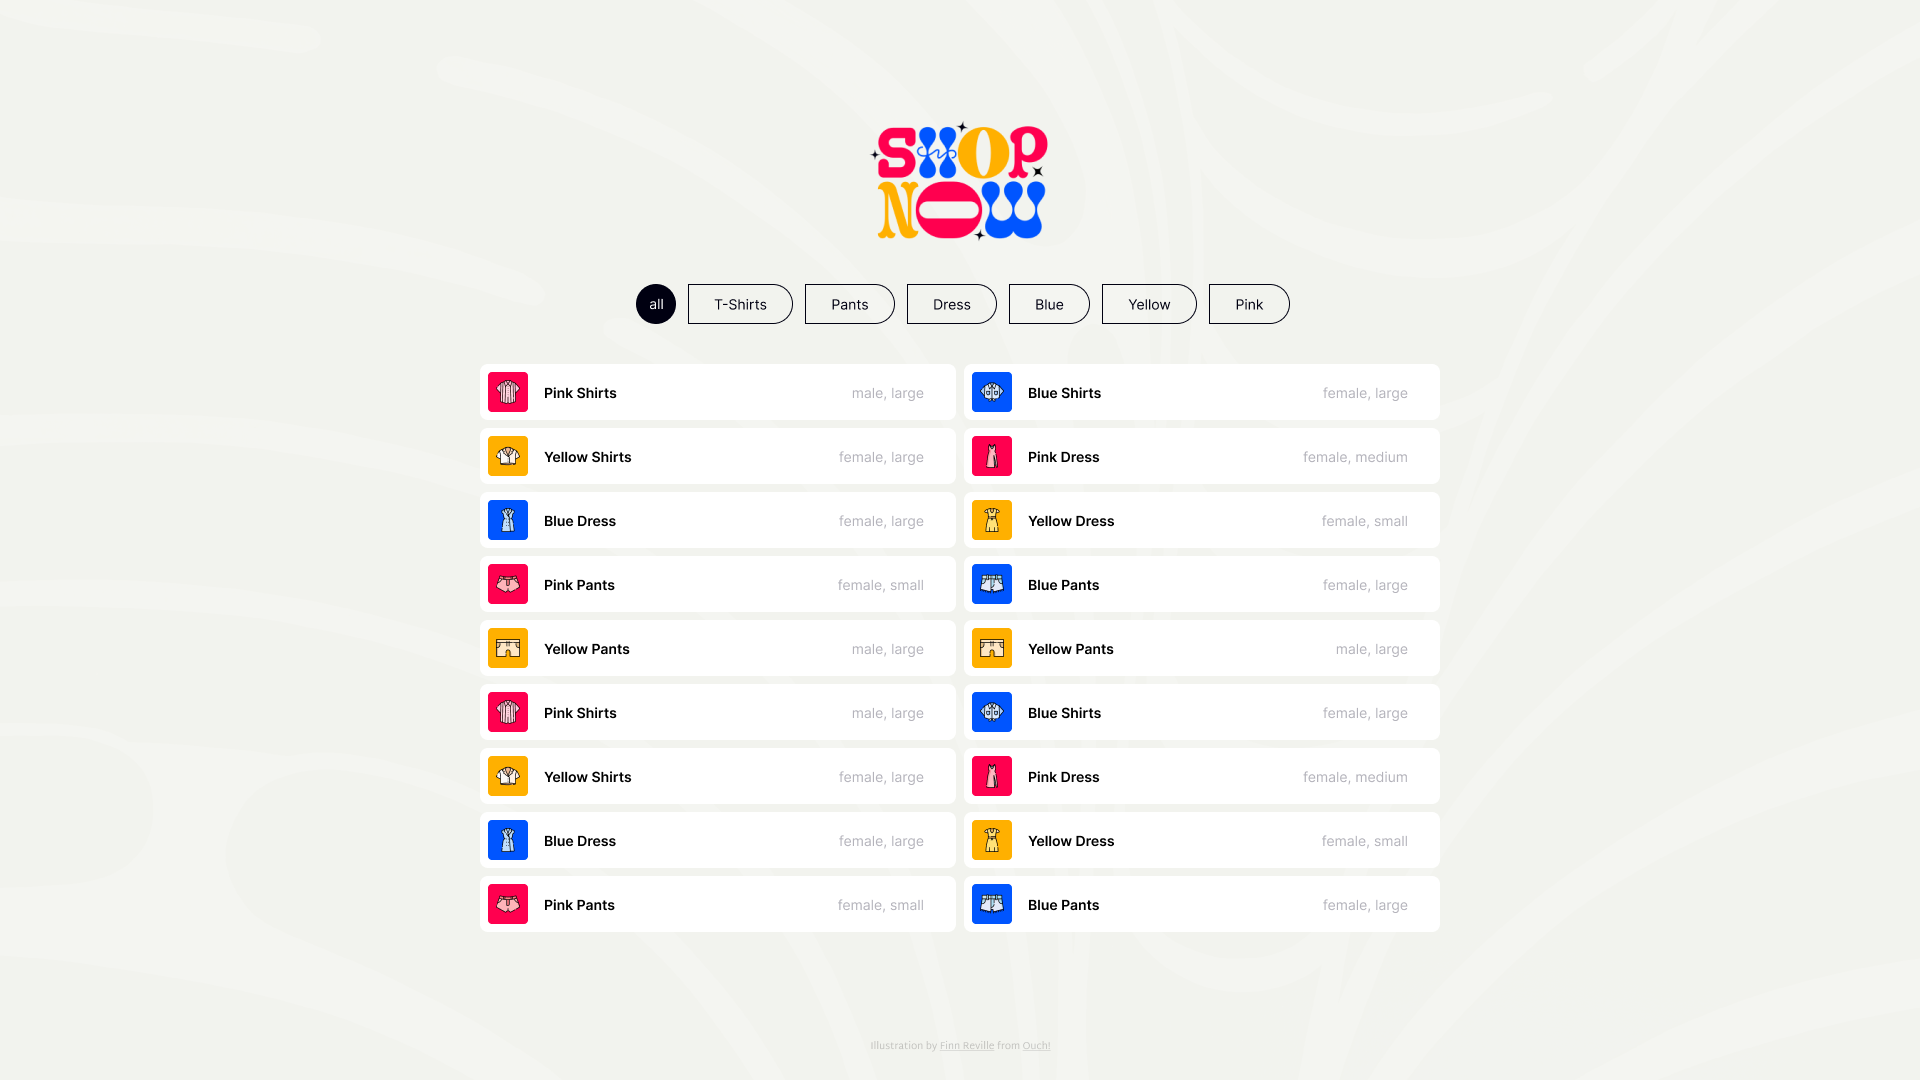 SHOP
NOW
all T-Shirts Pants Dress Blue Yellow Pink
Pink Shirts male, large Blue Shirts female, large
Yellow Shirts female, large Pink Dress female, medium
Blue Dress female, large Yellow Dress female, small
Pink Pants female, small Blue Pants female, large
Yellow Pants male, large Yellow Pants male, large
Pink Shirts male, large Blue Shirts female, large
Yellow Shirts female, large Pink Dress female, medium
Blue Dress female, large Yellow Dress female, small
Pink Pants female, small Blue Pants female, large
Illustration by Finn Reville from Ouch!